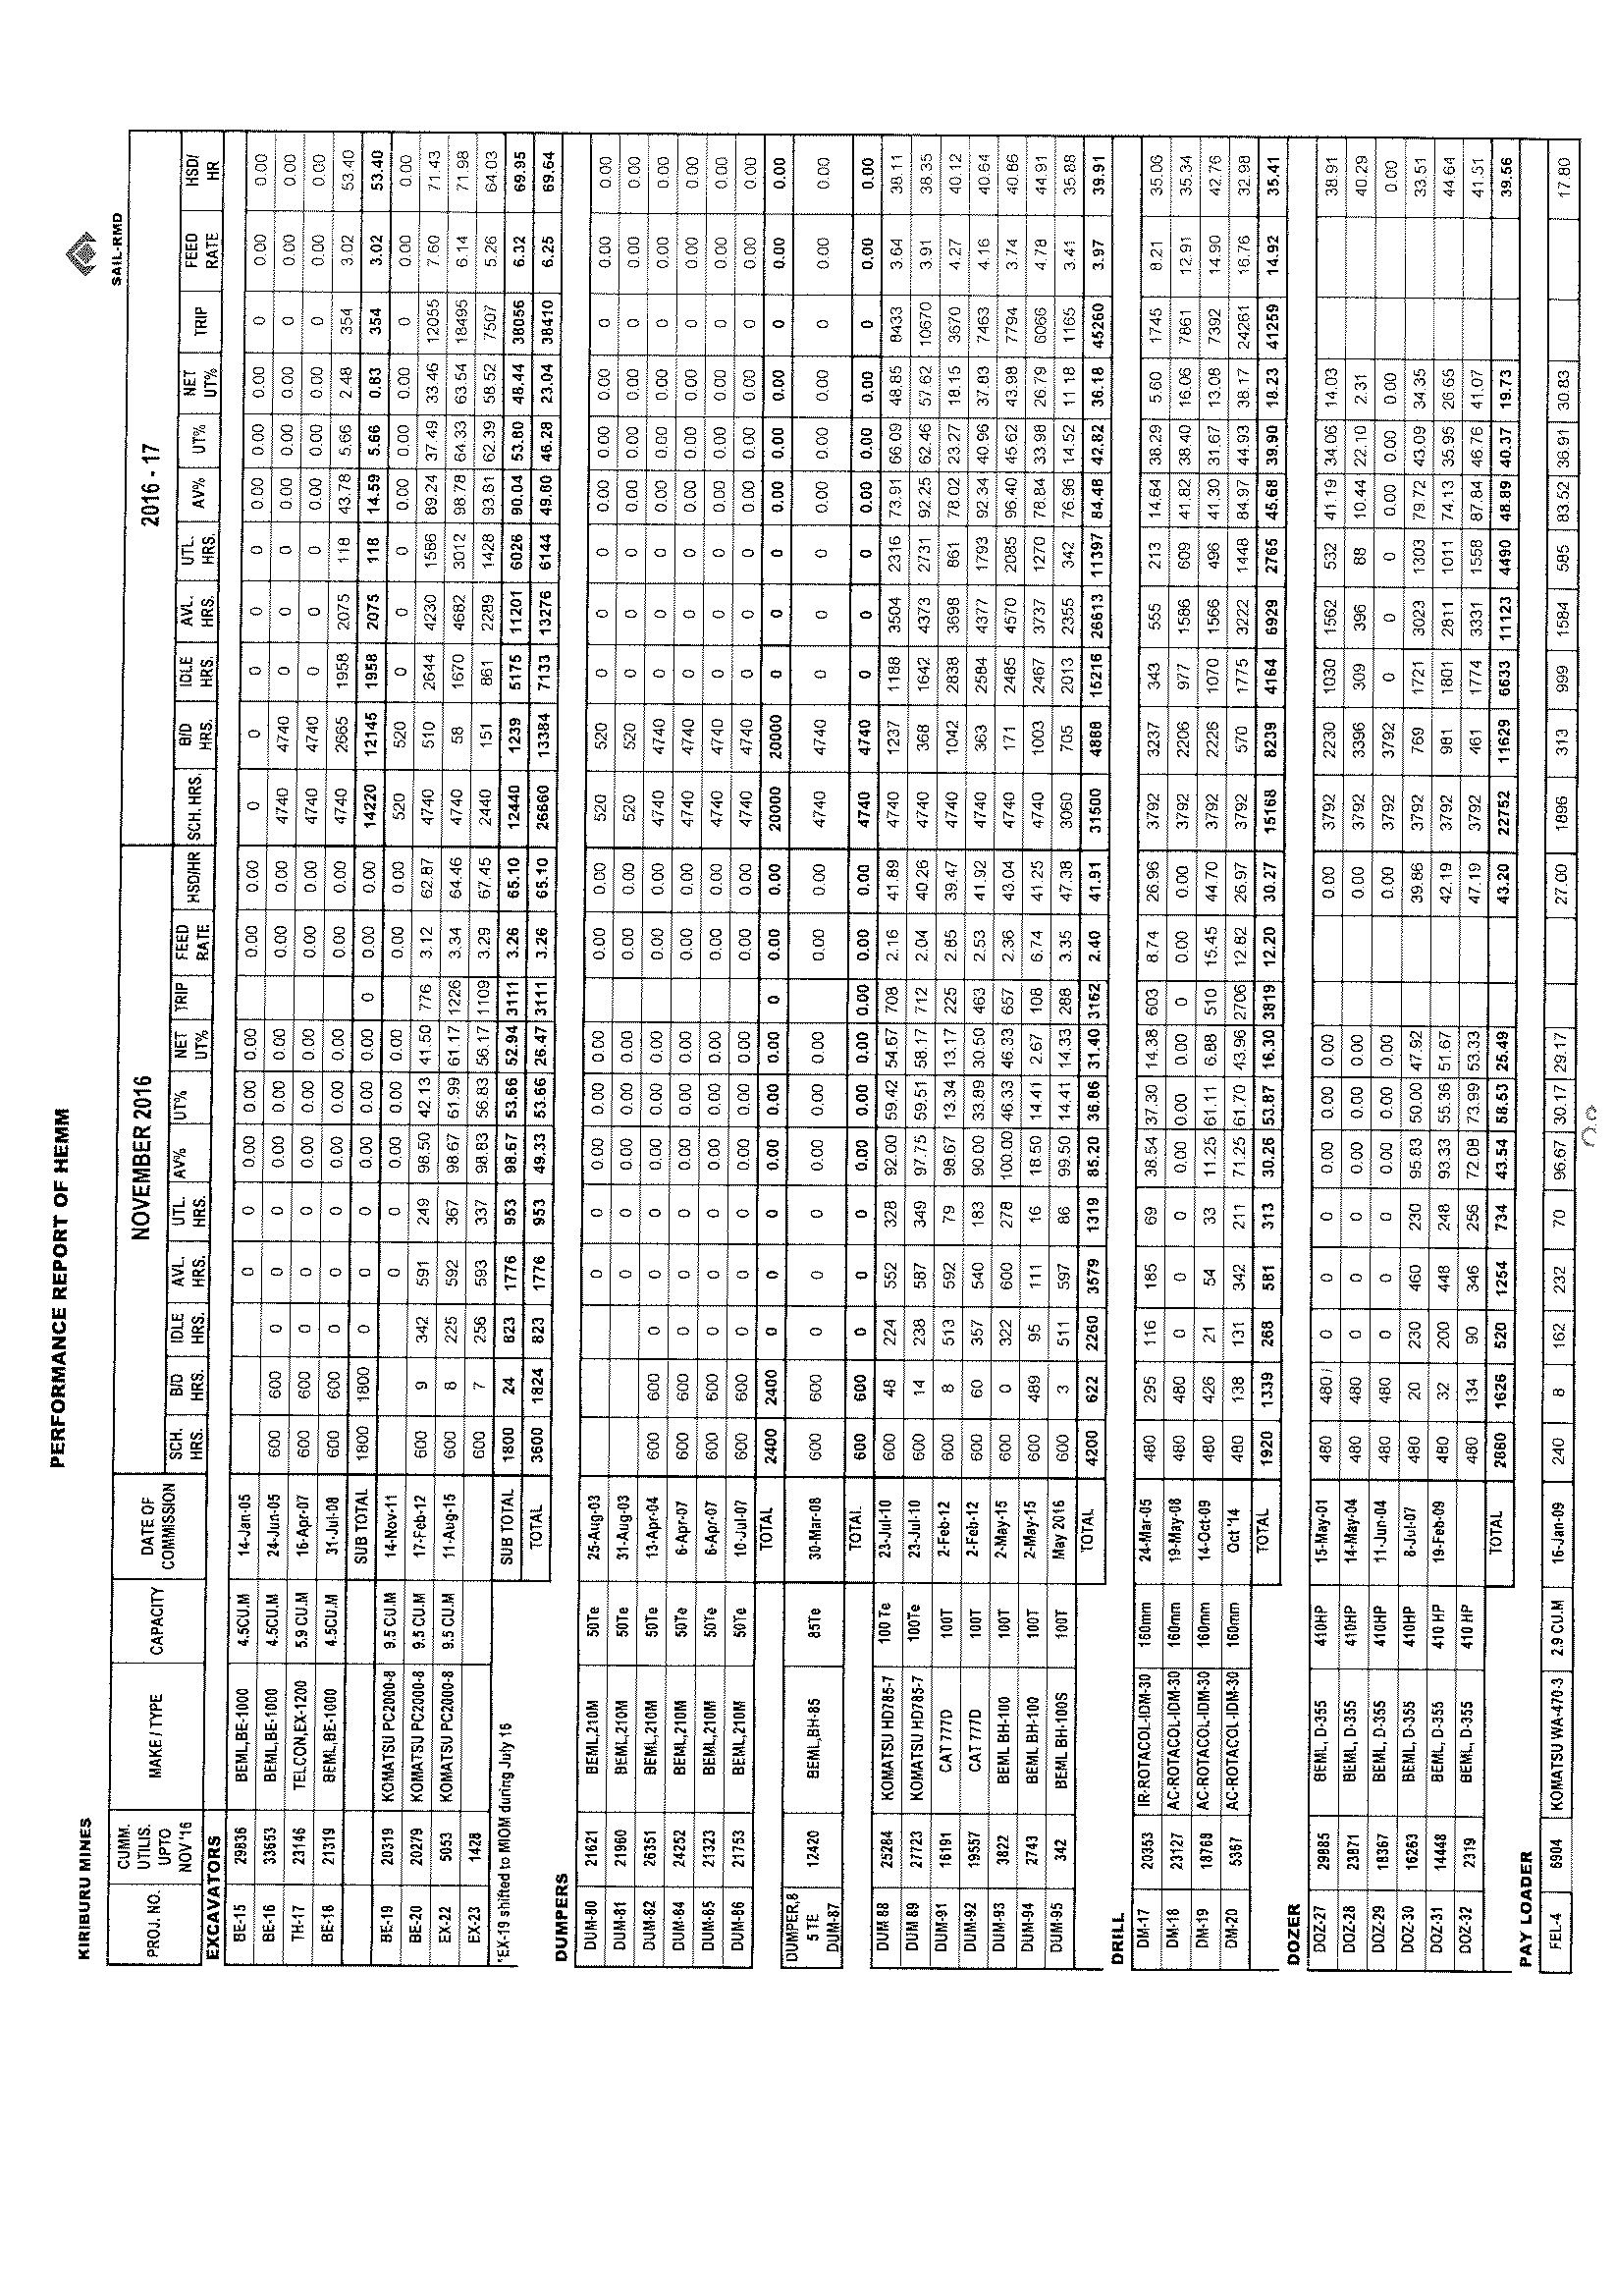 PERFORMANCE REPORT OF HEMM
KIRIBURU MINES
SAIL-RMD
PROJ. NO. CUMM. UTILIS. UPTO NOV'16 MAKE / TYPE CAPACITY DATE OF COMMISSION NOVEMBER 2016 2016 - 17
SCH. HRS. B/D HRS. IDLE HRS. AVL. HRS. UTL. HRS. AV% UT% NET UT% TRIP FEED RATE HSD/HR SCH. HRS. B/D HRS. IDLE HRS. AVL. HRS. UTL. HRS. AV% UT% NET UT% TRIP FEED RATE HSD/ HR
EXCAVATORS
BE-15 29836 BEML,BE-1000 4.5CU.M 14-Jan-05 0 0 0.00 0.00 0.00 0.00 0.00 0 0 0 0 0 0.00 0.00 0.00 0 0.00 0.00
BE-16 33653 BEML,BE-1000 4.5CU.M 24-Jun-05 600 600 0 0 0 0.00 0.00 0.00 0.00 0.00 4740 4740 0 0 0 0.00 0.00 0.00 0 0.00 0.00
TH-17 23146 TELCON,EX-1200 5.9 CU.M 16-Apr-07 600 600 0 0 0 0.00 0.00 0.00 0.00 0.00 4740 4740 0 0 0 0.00 0.00 0.00 0 0.00 0.00
BE-18 21319 BEML,BE-1000 4.5CU.M 31-Jul-08 600 600 0 0 0 0.00 0.00 0.00 0.00 0.00 4740 2665 1958 2075 118 43.78 5.66 2.48 354 3.02 53.40
SUB TOTAL 1800 1800 0 0 0 0.00 0.00 0.00 0 0.00 0.00 14220 12145 1958 2075 118 14.59 5.66 0.83 354 3.02 53.40
BE-19 20319 KOMATSU PC2000-8 9.5 CU.M 14-Nov-11 0 0 0.00 0.00 0.00 0.00 0.00 520 520 0 0 0 0.00 0.00 0.00 0 0.00 0.00
BE-20 20279 KOMATSU PC2000-8 9.5 CU.M 17-Feb-12 600 9 342 591 249 98.50 42.13 41.50 776 3.12 62.87 4740 510 2644 4230 1586 89.24 37.49 33.46 12055 7.60 71.43
EX-22 5053 KOMATSU PC2000-8 9.5 CU.M 11-Aug-15 600 8 225 592 367 98.67 61.99 61.17 1226 3.34 64.46 4740 58 1670 4682 3012 98.78 64.33 63.54 18495 6.14 71.98
EX-23 1428 600 7 256 593 337 98.83 56.83 56.17 1109 3.29 67.45 2440 151 861 2289 1428 93.81 62.39 58.52 7507 5.26 64.03
SUB TOTAL 1800 24 823 1776 953 98.67 53.66 52.94 3111 3.26 65.10 12440 1239 5175 11201 6026 90.04 53.80 48.44 38056 6.32 69.95
*EX-19 shifted to MIOM during July 16 TOTAL 3600 1824 823 1776 953 49.33 53.66 26.47 3111 3.26 65.10 26660 13384 7133 13276 6144 49.80 46.28 23.04 38410 6.25 69.64
DUMPERS
DUM-80 21621 BEML,210M 50Te 25-Aug-03 0 0 0.00 0.00 0.00 0.00 0.00 520 520 0 0 0 0.00 0.00 0.00 0 0.00 0.00
DUM-81 21960 BEML,210M 50Te 31-Aug-03 0 0 0.00 0.00 0.00 0.00 0.00 520 520 0 0 0 0.00 0.00 0.00 0 0.00 0.00
DUM-82 26351 BEML,210M 50Te 13-Apr-04 600 600 0 0 0 0.00 0.00 0.00 0.00 0.00 4740 4740 0 0 0 0.00 0.00 0.00 0 0.00 0.00
DUM-84 24252 BEML,210M 50Te 6-Apr-07 600 600 0 0 0 0.00 0.00 0.00 0.00 0.00 4740 4740 0 0 0 0.00 0.00 0.00 0 0.00 0.00
DUM-85 21323 BEML,210M 50Te 6-Apr-07 600 600 0 0 0 0.00 0.00 0.00 0.00 0.00 4740 4740 0 0 0 0.00 0.00 0.00 0 0.00 0.00
DUM-86 21753 BEML,210M 50Te 10-Jul-07 600 600 0 0 0 0.00 0.00 0.00 0.00 0.00 4740 4740 0 0 0 0.00 0.00 0.00 0 0.00 0.00
TOTAL 2400 2400 0 0 0 0.00 0.00 0.00 0 0.00 0.00 20000 20000 0 0 0 0.00 0.00 0.00 0 0.00 0.00
DUMPER,8 5 TE DUM-87 12420 BEML,BH-85 85Te 30-Mar-08 600 600 0 0 0 0.00 0.00 0.00 0.00 0.00 4740 4740 0 0 0 0.00 0.00 0.00 0 0.00 0.00
TOTAL 600 600 0 0 0 0.00 0.00 0.00 0.00 0.00 0.00 4740 4740 0 0 0 0.00 0.00 0.00 0 0.00 0.00
DUM 88 25284 KOMATSU HD785-7 100 Te 23-Jul-10 600 48 224 552 328 92.00 59.42 54.67 708 2.16 41.89 4740 1237 1188 3504 2316 73.91 66.09 48.85 8433 3.64 38.11
DUM 89 27723 KOMATSU HD785-7 100Te 23-Jul-10 600 14 238 587 349 97.75 59.51 58.17 712 2.04 40.26 4740 368 1642 4373 2731 92.25 62.46 57.62 10670 3.91 38.35
DUM-91 16191 CAT 777D 100T 2-Feb-12 600 8 513 592 79 98.67 13.34 13.17 225 2.85 39.47 4740 1042 2838 3698 861 78.02 23.27 18.15 3670 4.27 40.12
DUM-92 19557 CAT 777D 100T 2-Feb-12 600 60 357 540 183 90.00 33.89 30.50 463 2.53 41.92 4740 363 2584 4377 1793 92.34 40.96 37.83 7463 4.16 40.64
DUM-93 3822 BEML BH-100 100T 2-May-15 600 0 322 600 278 100.00 46.33 46.33 657 2.36 43.04 4740 171 2485 4570 2085 96.40 45.62 43.98 7794 3.74 40.86
DUM-94 2743 BEML BH-100 100T 2-May-15 600 489 95 111 16 18.50 14.41 2.67 108 6.74 41.25 4740 1003 2467 3737 1270 78.84 33.98 26.79 6066 4.78 44.91
DUM-95 342 BEML BH-100S 100T May 2016 600 3 511 597 86 99.50 14.41 14.33 288 3.35 47.38 3060 705 2013 2355 342 76.96 14.52 11 18 1165 3.41 35.88
TOTAL 4200 622 2260 3579 1319 85.20 36.86 31.40 3162 2.40 41.91 31500 4888 15216 26613 11397 84.48 42.82 36.18 45260 3.97 39.91
DRILL
DM-17 20353 IR-ROTACOL-IDM-30 160mm 24-Mar-05 480 295 116 185 69 38.54 37.30 14.38 603 8.74 26.96 3792 3237 343 555 213 14.64 38.29 5.60 1745 8.21 35.06
DM-18 23127 AC-ROTACOL-IDM-30 160mm 19-May-08 480 480 0 0 0 0.00 0.00 0.00 0 0.00 0.00 3792 2206 977 1586 609 41.82 38.40 16.06 7861 12.91 35.34
DM-19 18768 AC-ROTACOL-IDM-30 160mm 14-Oct-09 480 426 21 54 33 11.25 61.11 6.88 510 15.45 44.70 3792 2226 1070 1566 496 41.30 31.67 13.08 7392 14.90 42.76
DM-20 5367 AC-ROTACOL-IDM-30 160mm Oct '14 480 138 131 342 211 71.25 61.70 43.96 2706 12.82 26.97 3792 570 1775 3222 1448 84.97 44.93 38.17 24261 16.76 32.98
TOTAL 1920 1339 268 581 313 30.26 53.87 16.30 3819 12.20 30.27 15168 8239 4164 6929 2765 45.68 39.90 18.23 41259 14.92 35.41
DOZER
DOZ-27 29885 BEML, D-355 410HP 15-May-01 480 480 0 0 0 0.00 0.00 0.00 0.00 3792 2230 1030 1562 532 41.19 34.06 14.03 38.91
DOZ-28 23871 BEML, D-355 410HP 14-May-04 480 480 0 0 0 0.00 0.00 0.00 0.00 3792 3396 309 396 88 10.44 22.10 2.31 40.29
DOZ-29 18367 BEML, D-355 410HP 11-Jun-04 480 480 0 0 0 0.00 0.00 0.00 0.00 3792 3792 0 0 0 0.00 0.00 0.00 0.00
DOZ-30 16263 BEML, D-355 410HP 8-Jul-07 480 20 230 460 230 95.83 50.00 47.92 39.86 3792 769 1721 3023 1303 79.72 43.09 34.35 33.51
DOZ-31 14448 BEML, D-355 410 HP 19-Feb-09 480 32 200 448 248 93.33 55.36 51.67 42.19 3792 981 1801 2811 1011 74.13 35.95 26.65 44.64
DOZ-32 2319 BEML, D-355 410 HP 480 134 90 346 256 72.08 73.99 53.33 47.19 3792 461 1774 3331 1558 87.84 46.76 41.07 41.51
TOTAL 2880 1626 520 1254 734 43.54 58.53 25.49 43.20 22752 11629 6633 11123 4490 48.89 40.37 19.73 39.56
PAY LOADER
FEL-4 6904 KOMATSU WA-470-3 2.9 CU.M 16-Jan-09 240 8 162 232 70 96.67 30.17 29.17 27.00 1896 313 999 1584 585 83.52 36.91 30.83 17.80